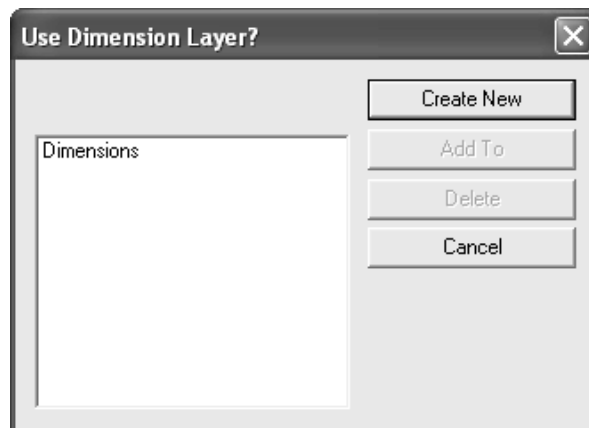 Use Dimension Layer?
Create New
Dimensions
Add To
Delete
Cancel